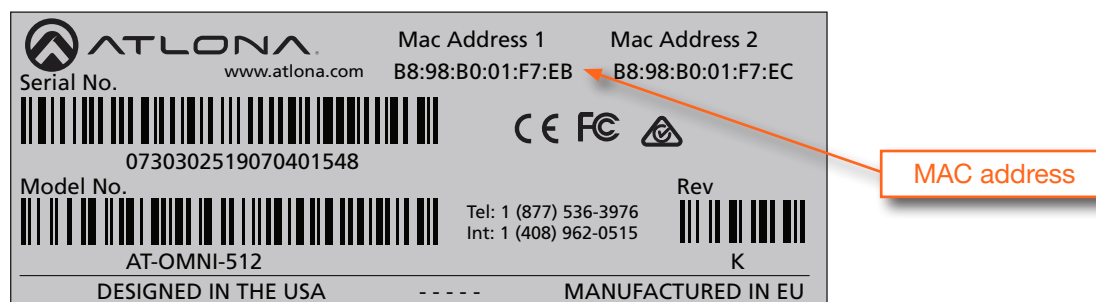 ATLONA.
www.atlona.com
Mac Address 1 Mac Address 2
B8:98:B0:01:F7:EB B8:98:B0:01:F7:EC
Serial No.
0730302519070401548
CE FC
MAC address
Model No.
Rev
Tel: 1 (877) 536-3976
Int: 1 (408) 962-0515
AT-OMNI-512
K
DESIGNED IN THE USA - - - - - MANUFACTURED IN EU